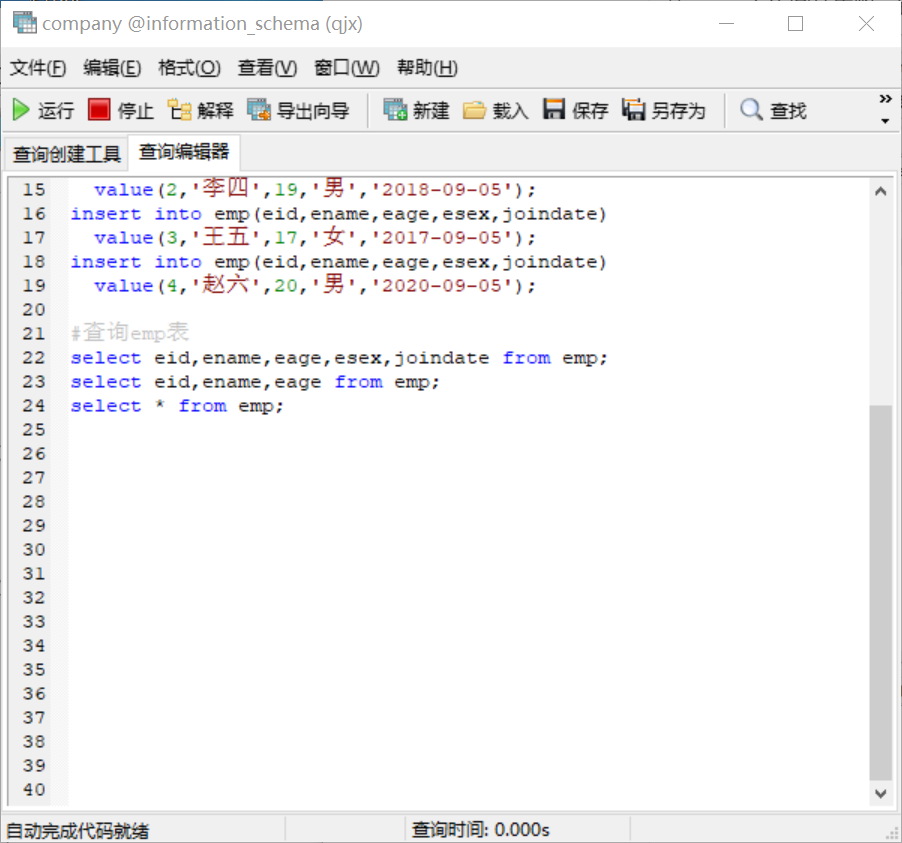 company @information_schema (qjx)
文件(F) 编辑(E) 格式(O) 查看(V) 窗口(W) 帮助(H)
运行 停止 解释 导出向导 新建 载入 保存 另存为 查找 »
查询创建工具 查询编辑器
15 value(2,'李四',19,'男','2018-09-05');
16 insert into emp(eid,ename,eage,esex,joindate)
17 value(3,'王五',17,'女','2017-09-05');
18 insert into emp(eid,ename,eage,esex,joindate)
19 value(4,'赵六',20,'男','2020-09-05');
20
21 #查询emp表
22 select eid,ename,eage,esex,joindate from emp;
23 select eid,ename,eage from emp;
24 select * from emp;
25
26
27
28
29
30
31
32
33
34
35
36
37
38
39
40
自动完成代码就绪 查询时间: 0.000s